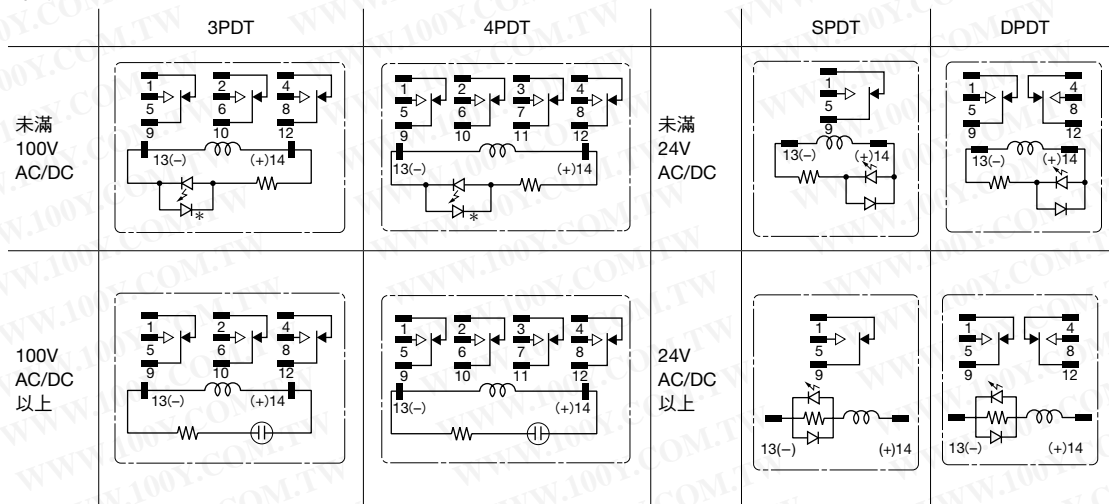 3PDT 4PDT SPDT DPDT
未滿
100V
AC/DC
1 2 4
5 6 8
9 10 12
13(−) (+)14
*
1 2 3 4
5 6 7 8
9 10 11 12
13(−) (+)14
*
未滿
24V
AC/DC
1
5
9
13(−) (+)14
1 4
5 8
9 12
13(−) (+)14
100V
AC/DC
以上
1 2 4
5 6 8
9 10 12
13(−) (+)14
1 2 3 4
5 6 7 8
9 10 11 12
13(−) (+)14
24V
AC/DC
以上
1
5
9
13(−) (+)14
1 4
5 8
9 12
13(−) (+)14
WWW.100Y.COM.TW